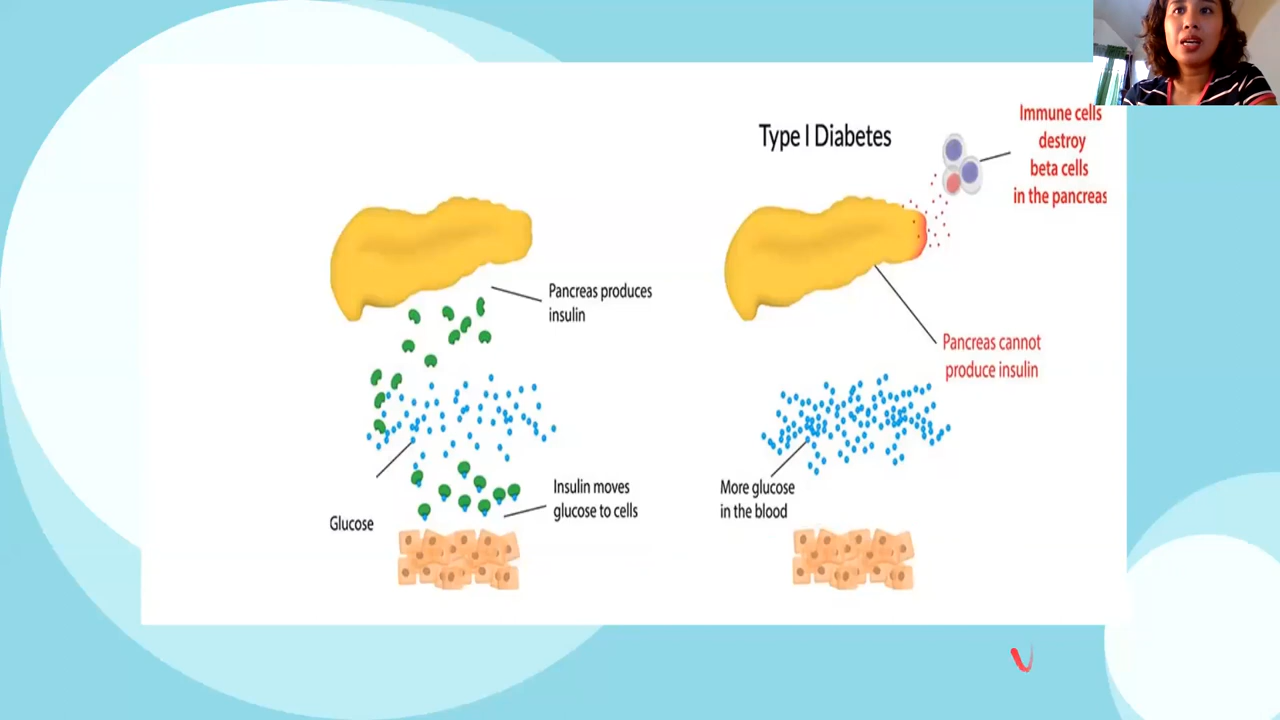 Type I Diabetes
Immune cells
destroy
beta cells
in the pancreas
Pancreas produces
insulin
Pancreas cannot
produce insulin
Glucose
Insulin moves
glucose to cells
More glucose
in the blood